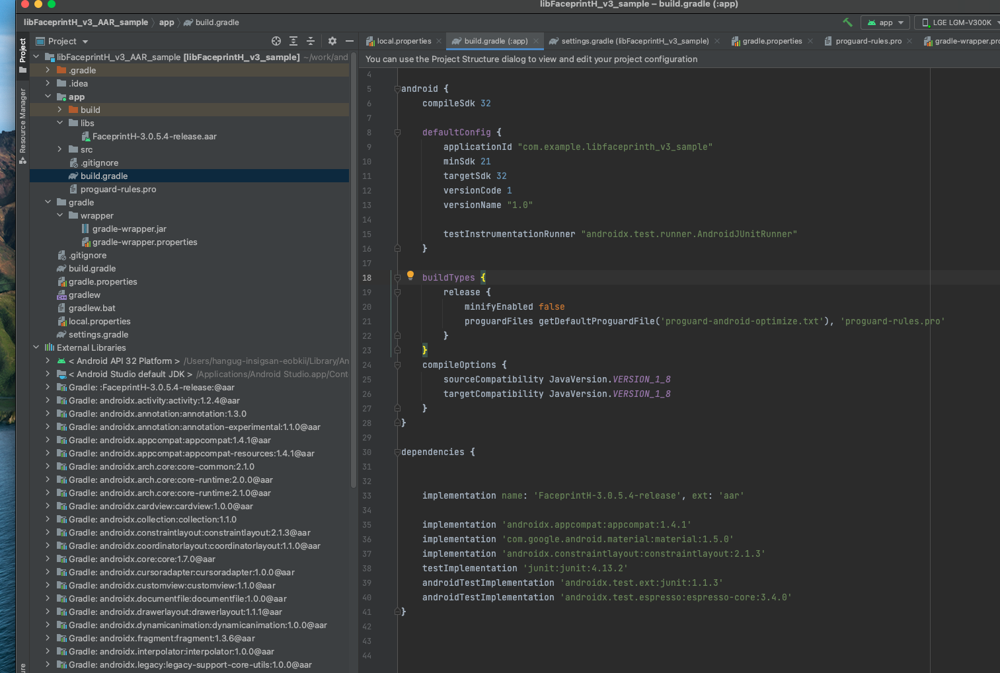 libFaceprintH_v3_sample – build.gradle (:app)
libFaceprintH_v3_AAR_sample app build.gradle
app
LGE LGM-V300K
Project
local.properties
build.gradle (:app)
settings.gradle (libFaceprintH_v3_sample)
gradle.properties
proguard-rules.pro
gradle-wrapper.pro
You can use the Project Structure dialog to view and edit your project configuration
Project
Resource Manager
libFaceprintH_v3_AAR_sample [libFaceprintH_v3_sample] ~/work/and
.gradle
.idea
app
build
libs
FaceprintH-3.0.5.4-release.aar
src
.gitignore
build.gradle
proguard-rules.pro
gradle
wrapper
gradle-wrapper.jar
gradle-wrapper.properties
.gitignore
build.gradle
gradle.properties
gradlew
gradlew.bat
local.properties
settings.gradle
External Libraries
< Android API 32 Platform > /Users/hangug-insigsan-eobkii/Library/An
< Android Studio default JDK > /Applications/Android Studio.app/Cont
Gradle: :FaceprintH-3.0.5.4-release:@aar
Gradle: androidx.activity:activity:1.2.4@aar
Gradle: androidx.annotation:annotation:1.3.0
Gradle: androidx.annotation:annotation-experimental:1.1.0@aar
Gradle: androidx.appcompat:appcompat:1.4.1@aar
Gradle: androidx.appcompat:appcompat-resources:1.4.1@aar
Gradle: androidx.arch.core:core-common:2.1.0
Gradle: androidx.arch.core:core-runtime:2.0.0@aar
Gradle: androidx.arch.core:core-runtime:2.1.0@aar
Gradle: androidx.cardview:cardview:1.0.0@aar
Gradle: androidx.collection:collection:1.1.0
Gradle: androidx.constraintlayout:constraintlayout:2.1.3@aar
Gradle: androidx.coordinatorlayout:coordinatorlayout:1.1.0@aar
Gradle: androidx.core:core:1.7.0@aar
Gradle: androidx.cursoradapter:cursoradapter:1.0.0@aar
Gradle: androidx.customview:customview:1.1.0@aar
Gradle: androidx.documentfile:documentfile:1.0.0@aar
Gradle: androidx.drawerlayout:drawerlayout:1.1.1@aar
Gradle: androidx.dynamicanimation:dynamicanimation:1.0.0@aar
Gradle: androidx.fragment:fragment:1.3.6@aar
Gradle: androidx.interpolator:interpolator:1.0.0@aar
Gradle: androidx.legacy:legacy-support-core-utils:1.0.0@aar
ure
4
5 android {
6 compileSdk 32
7
8 defaultConfig {
9 applicationId "com.example.libfaceprinth_v3_sample"
10 minSdk 21
11 targetSdk 32
12 versionCode 1
13 versionName "1.0"
14
15 testInstrumentationRunner "androidx.test.runner.AndroidJUnitRunner"
16 }
17
18 buildTypes {
19 release {
20 minifyEnabled false
21 proguardFiles getDefaultProguardFile('proguard-android-optimize.txt'), 'proguard-rules.pro'
22 }
23 }
24 compileOptions {
25 sourceCompatibility JavaVersion.VERSION_1_8
26 targetCompatibility JavaVersion.VERSION_1_8
27 }
28 }
29
30 dependencies {
31
32
33 implementation name: 'FaceprintH-3.0.5.4-release', ext: 'aar'
34
35 implementation 'androidx.appcompat:appcompat:1.4.1'
36 implementation 'com.google.android.material:material:1.5.0'
37 implementation 'androidx.constraintlayout:constraintlayout:2.1.3'
38 testImplementation 'junit:junit:4.13.2'
39 androidTestImplementation 'androidx.test.ext:junit:1.1.3'
40 androidTestImplementation 'androidx.test.espresso:espresso-core:3.4.0'
41 }
42
43
44